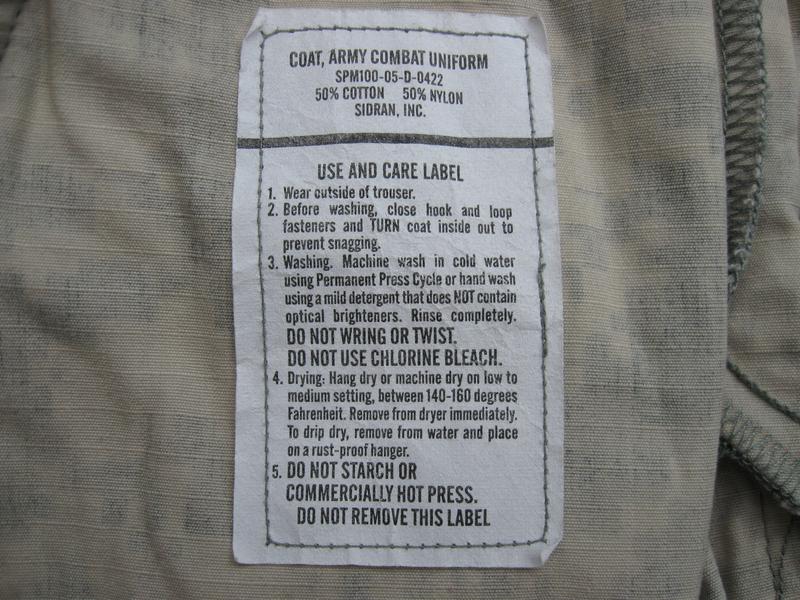 COAT, ARMY COMBAT UNIFORM
SPM100-05-D-0422
50% COTTON 50% NYLON
SIDRAN, INC.
USE AND CARE LABEL
1. Wear outside of trouser.
2. Before washing, close hook and loop
fasteners and TURN coat inside out to
prevent snagging.
3. Washing. Machine wash in cold water
using Permanent Press Cycle or hand wash
using a mild detergent that does NOT contain
optical brighteners. Rinse completely.
DO NOT WRING OR TWIST.
DO NOT USE CHLORINE BLEACH.
4. Drying: Hang dry or machine dry on low to
medium setting, between 140-160 degrees
Fahrenheit. Remove from dryer immediately.
To drip dry, remove from water and place
on a rust-proof hanger.
5. DO NOT STARCH OR
COMMERCIALLY HOT PRESS.
DO NOT REMOVE THIS LABEL